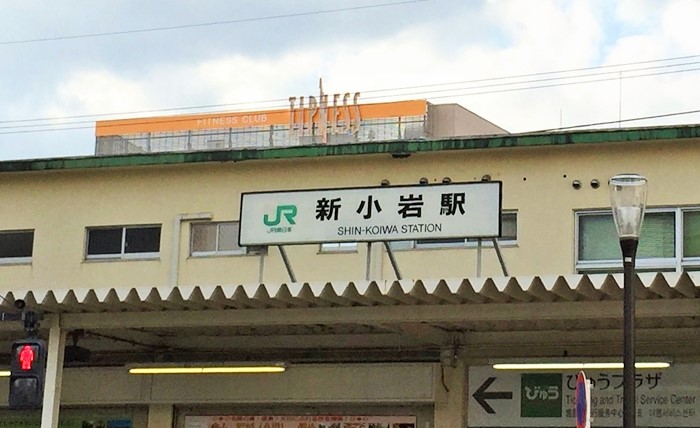 FITNESS CLUB
TIPNESS
JR
JR東日本
新小岩駅
SHIN-KOIWA STATION
びゅう
びゅうプラザ
Ticketing and Travel Service Center